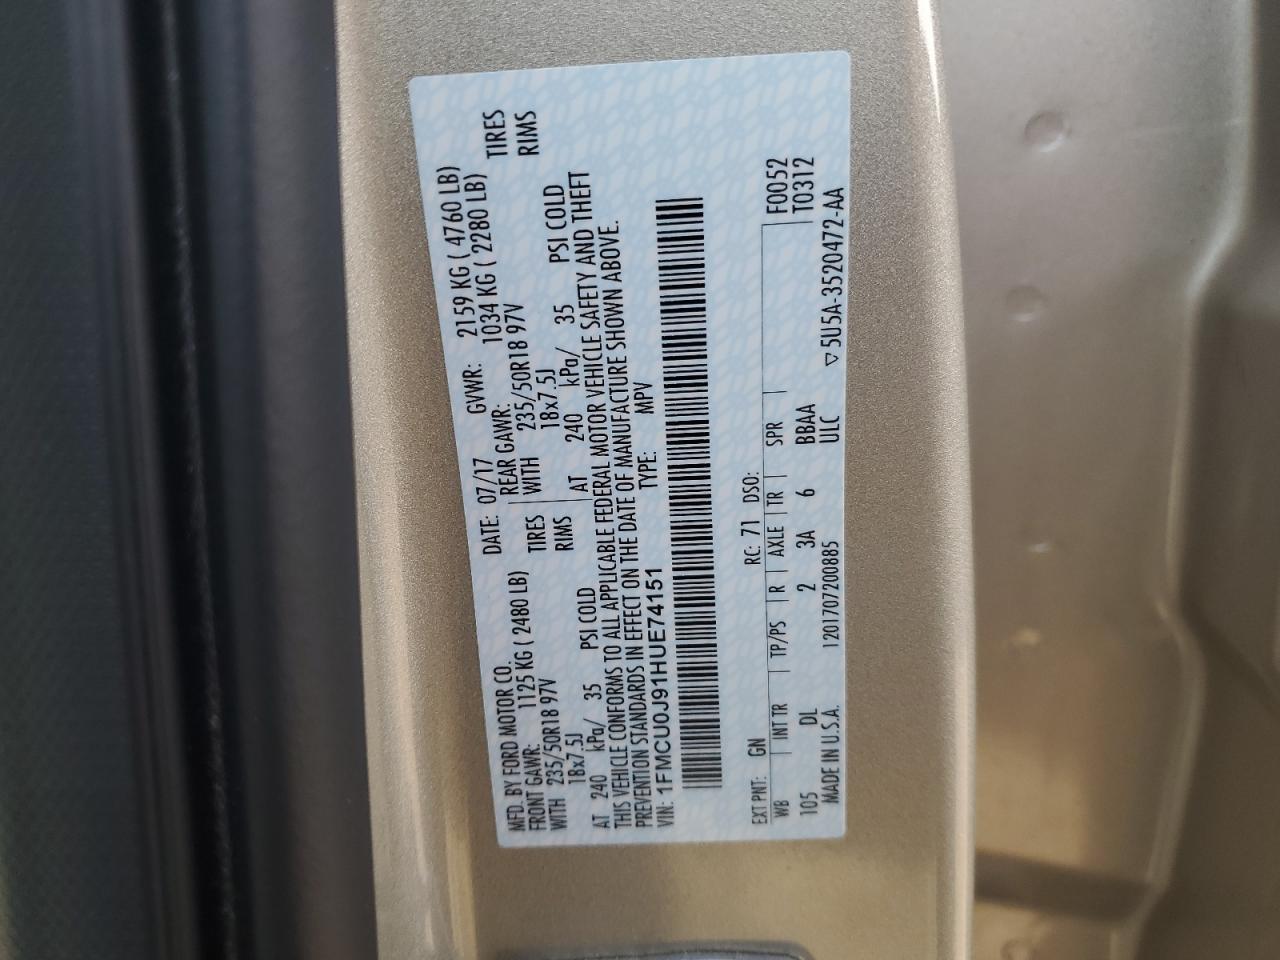 MFD. BY FORD MOTOR CO. DATE: 07/17 GVWR: 2159 KG ( 4760 LB)
FRONT GAWR: 1125 KG ( 2480 LB) REAR GAWR: 1034 KG ( 2280 LB)
WITH 235/50R18 97V TIRES WITH 235/50R18 97V TIRES
18x7.5J RIMS 18x7.5J RIMS
AT 240 kPa/ 35 PSI COLD AT 240 kPa/ 35 PSI COLD
THIS VEHICLE CONFORMS TO ALL APPLICABLE FEDERAL MOTOR VEHICLE SAFETY AND THEFT
PREVENTION STANDARDS IN EFFECT ON THE DATE OF MANUFACTURE SHOWN ABOVE.
VIN: 1FMCU0J91HUE74151 TYPE: MPV
EXT PNT: GN RC: 71 DSO: F0052
WB INT TR TP/PS R AXLE TR SPR T0312
105 DL 2 3A 6 BBAA
MADE IN U.S.A. 1201707200885 ULC ▽ 5U5A-3520472-AA